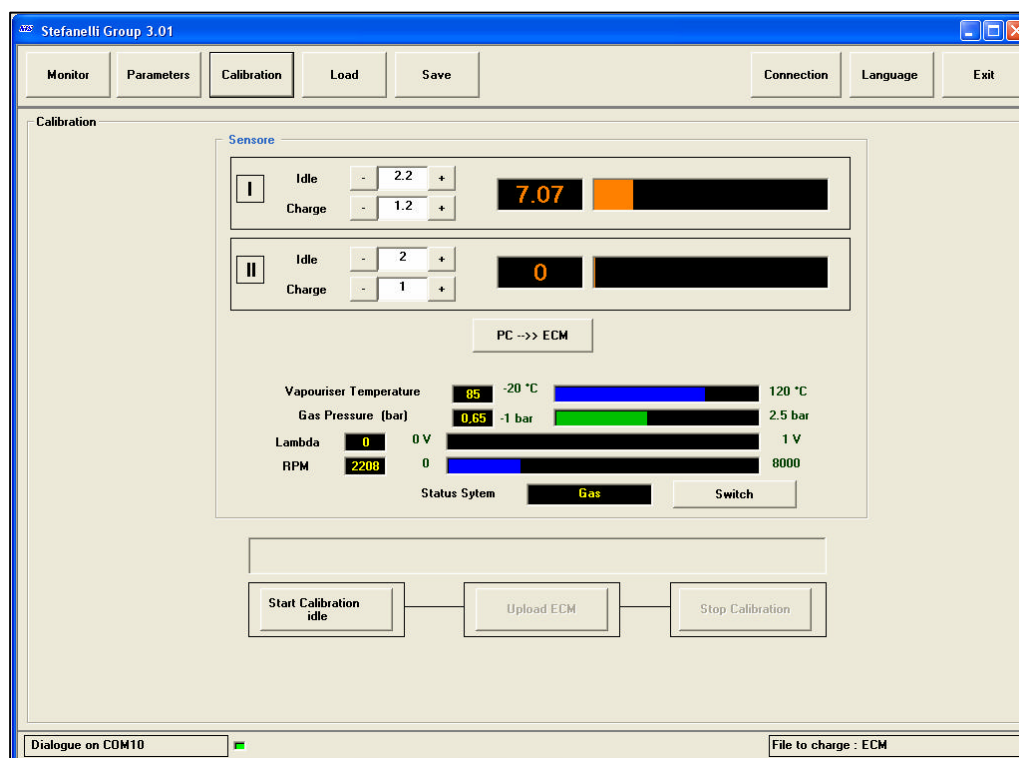 Stefanelli Group 3.01
Monitor Parameters Calibration Load Save Connection Language Exit
Calibration
Sensore
I Idle - 2.2 + 7.07
Charge - 1.2 +
II Idle - 2 + 0
Charge - 1 +
PC -->> ECM
Vapouriser Temperature 85 -20 °C 120 °C
Gas Pressure (bar) 0,65 -1 bar 2.5 bar
Lambda 0 0 V 1 V
RPM 2208 0 8000
Status Sytem Gas Switch
Start Calibration
idle
Upload ECM Stop Calibration
Dialogue on COM10 File to charge : ECM